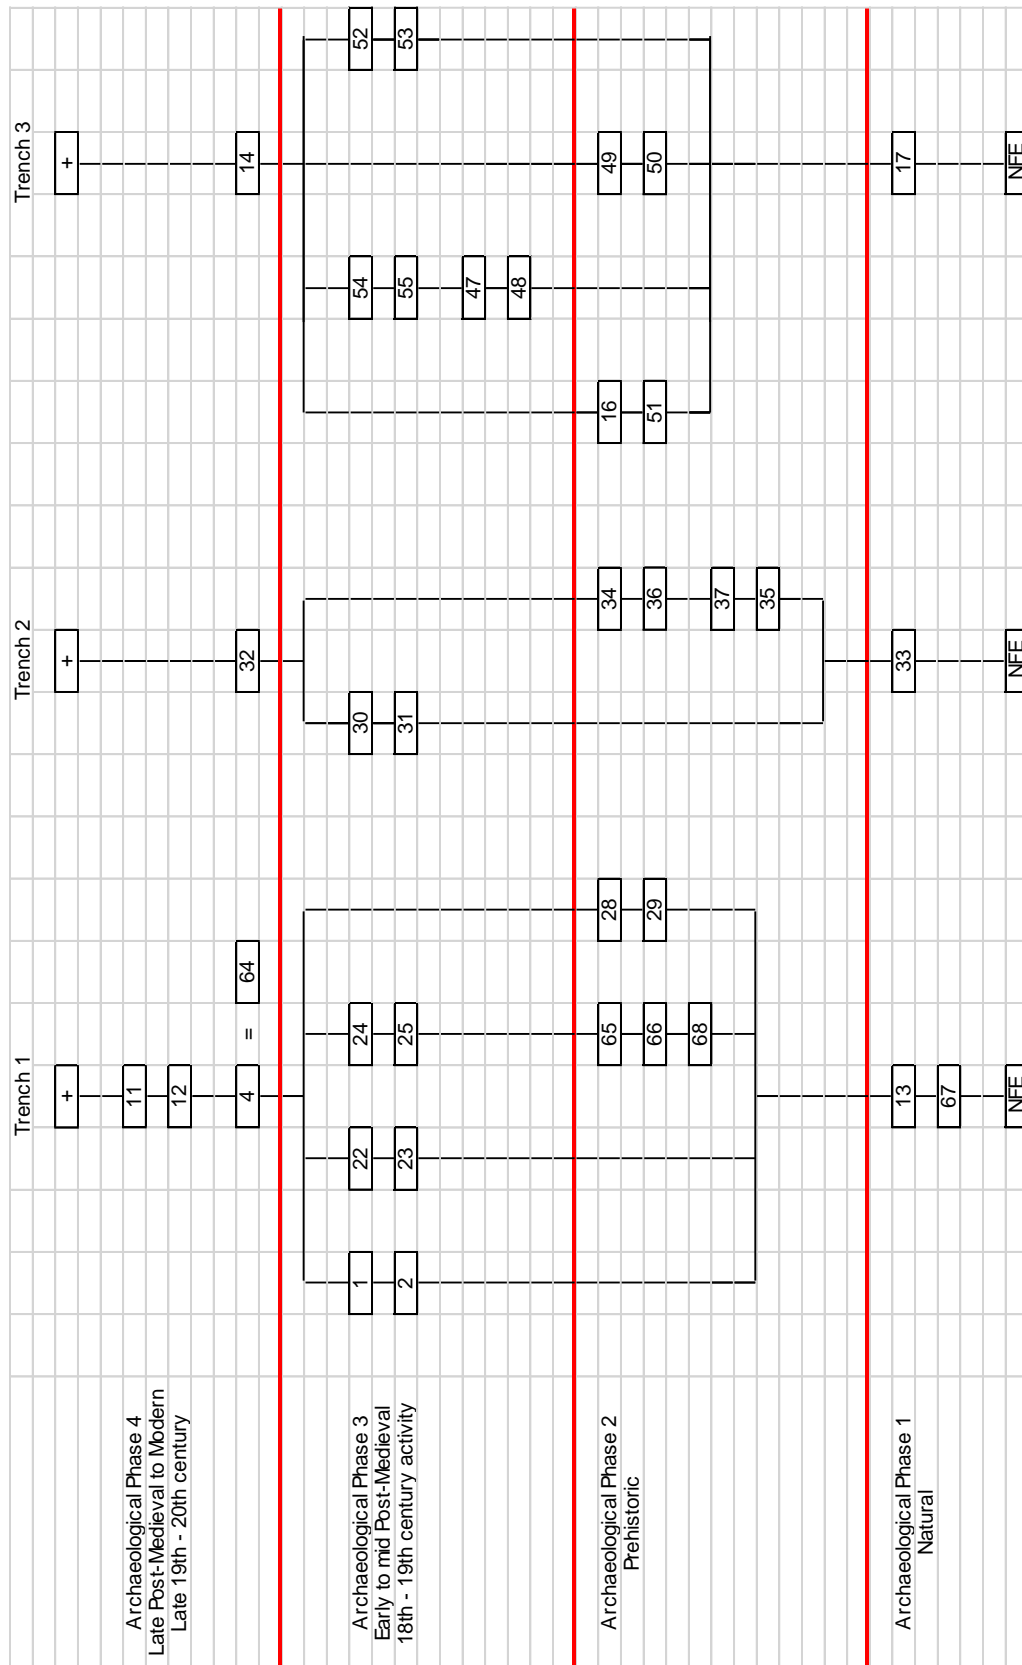 Trench 1 Trench 2 Trench 3
+ + +
Archaeological Phase 4 11
Late Post-Medieval to Modern
Late 19th - 20th century 12
4 = 64 32 14
Archaeological Phase 3 1 22 24 30 54 52
Early to mid Post-Medieval
18th - 19th century activity 2 23 25 31 55 53
47
48
Archaeological Phase 2 65 28 34 16 49
Prehistoric
66 29 36 51 50
68
37
35
Archaeological Phase 1 13 33 17
Natural
67
NFE NFE NFE